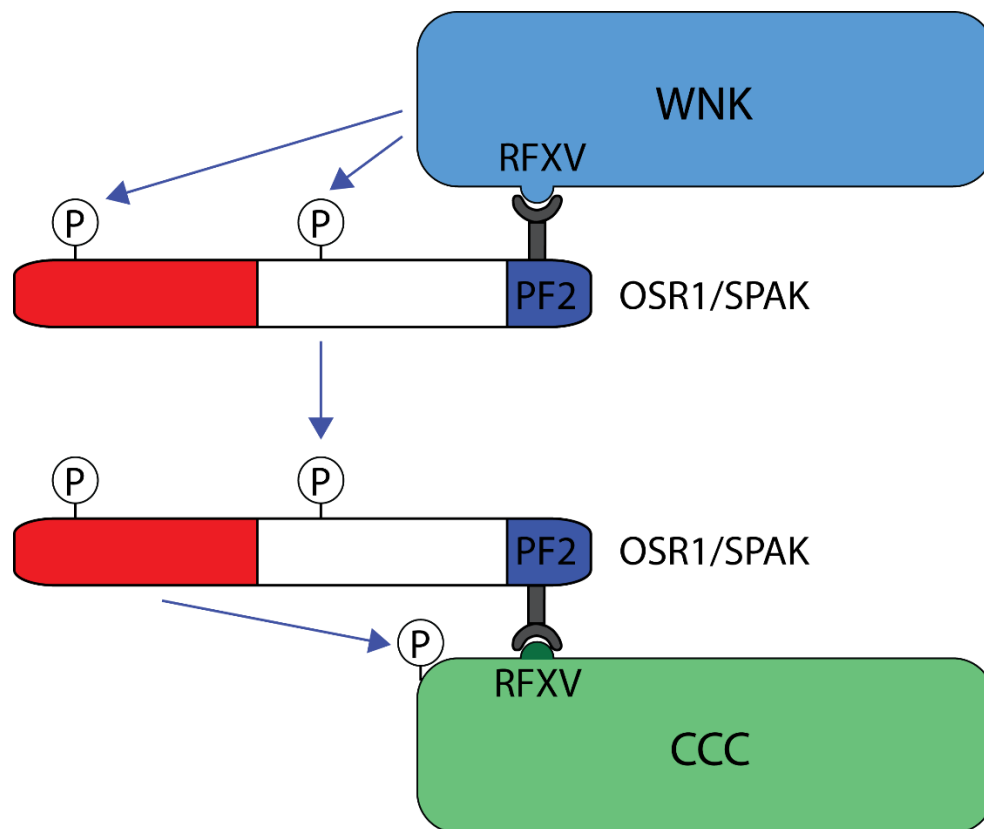 WNK
RFXV
P
P
PF2
OSR1/SPAK
P
P
PF2
OSR1/SPAK
P
RFXV
CCC